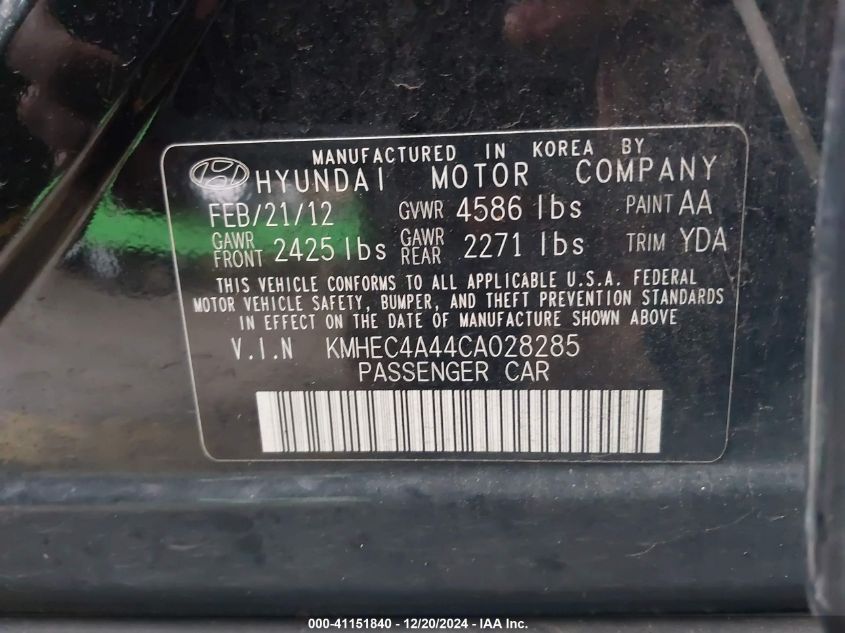 MANUFACTURED IN KOREA BY
HYUNDAI MOTOR COMPANY
FEB/21/12 GVWR 4586 lbs PAINT AA
GAWR FRONT 2425 lbs GAWR REAR 2271 lbs TRIM YDA
THIS VEHICLE CONFORMS TO ALL APPLICABLE U.S.A. FEDERAL
MOTOR VEHICLE SAFETY, BUMPER, AND THEFT PREVENTION STANDARDS
IN EFFECT ON THE DATE OF MANUFACTURE SHOWN ABOVE
V.I.N KMHEC4A44CA028285
PASSENGER CAR
000-41151840 - 12/20/2024 - IAA Inc.